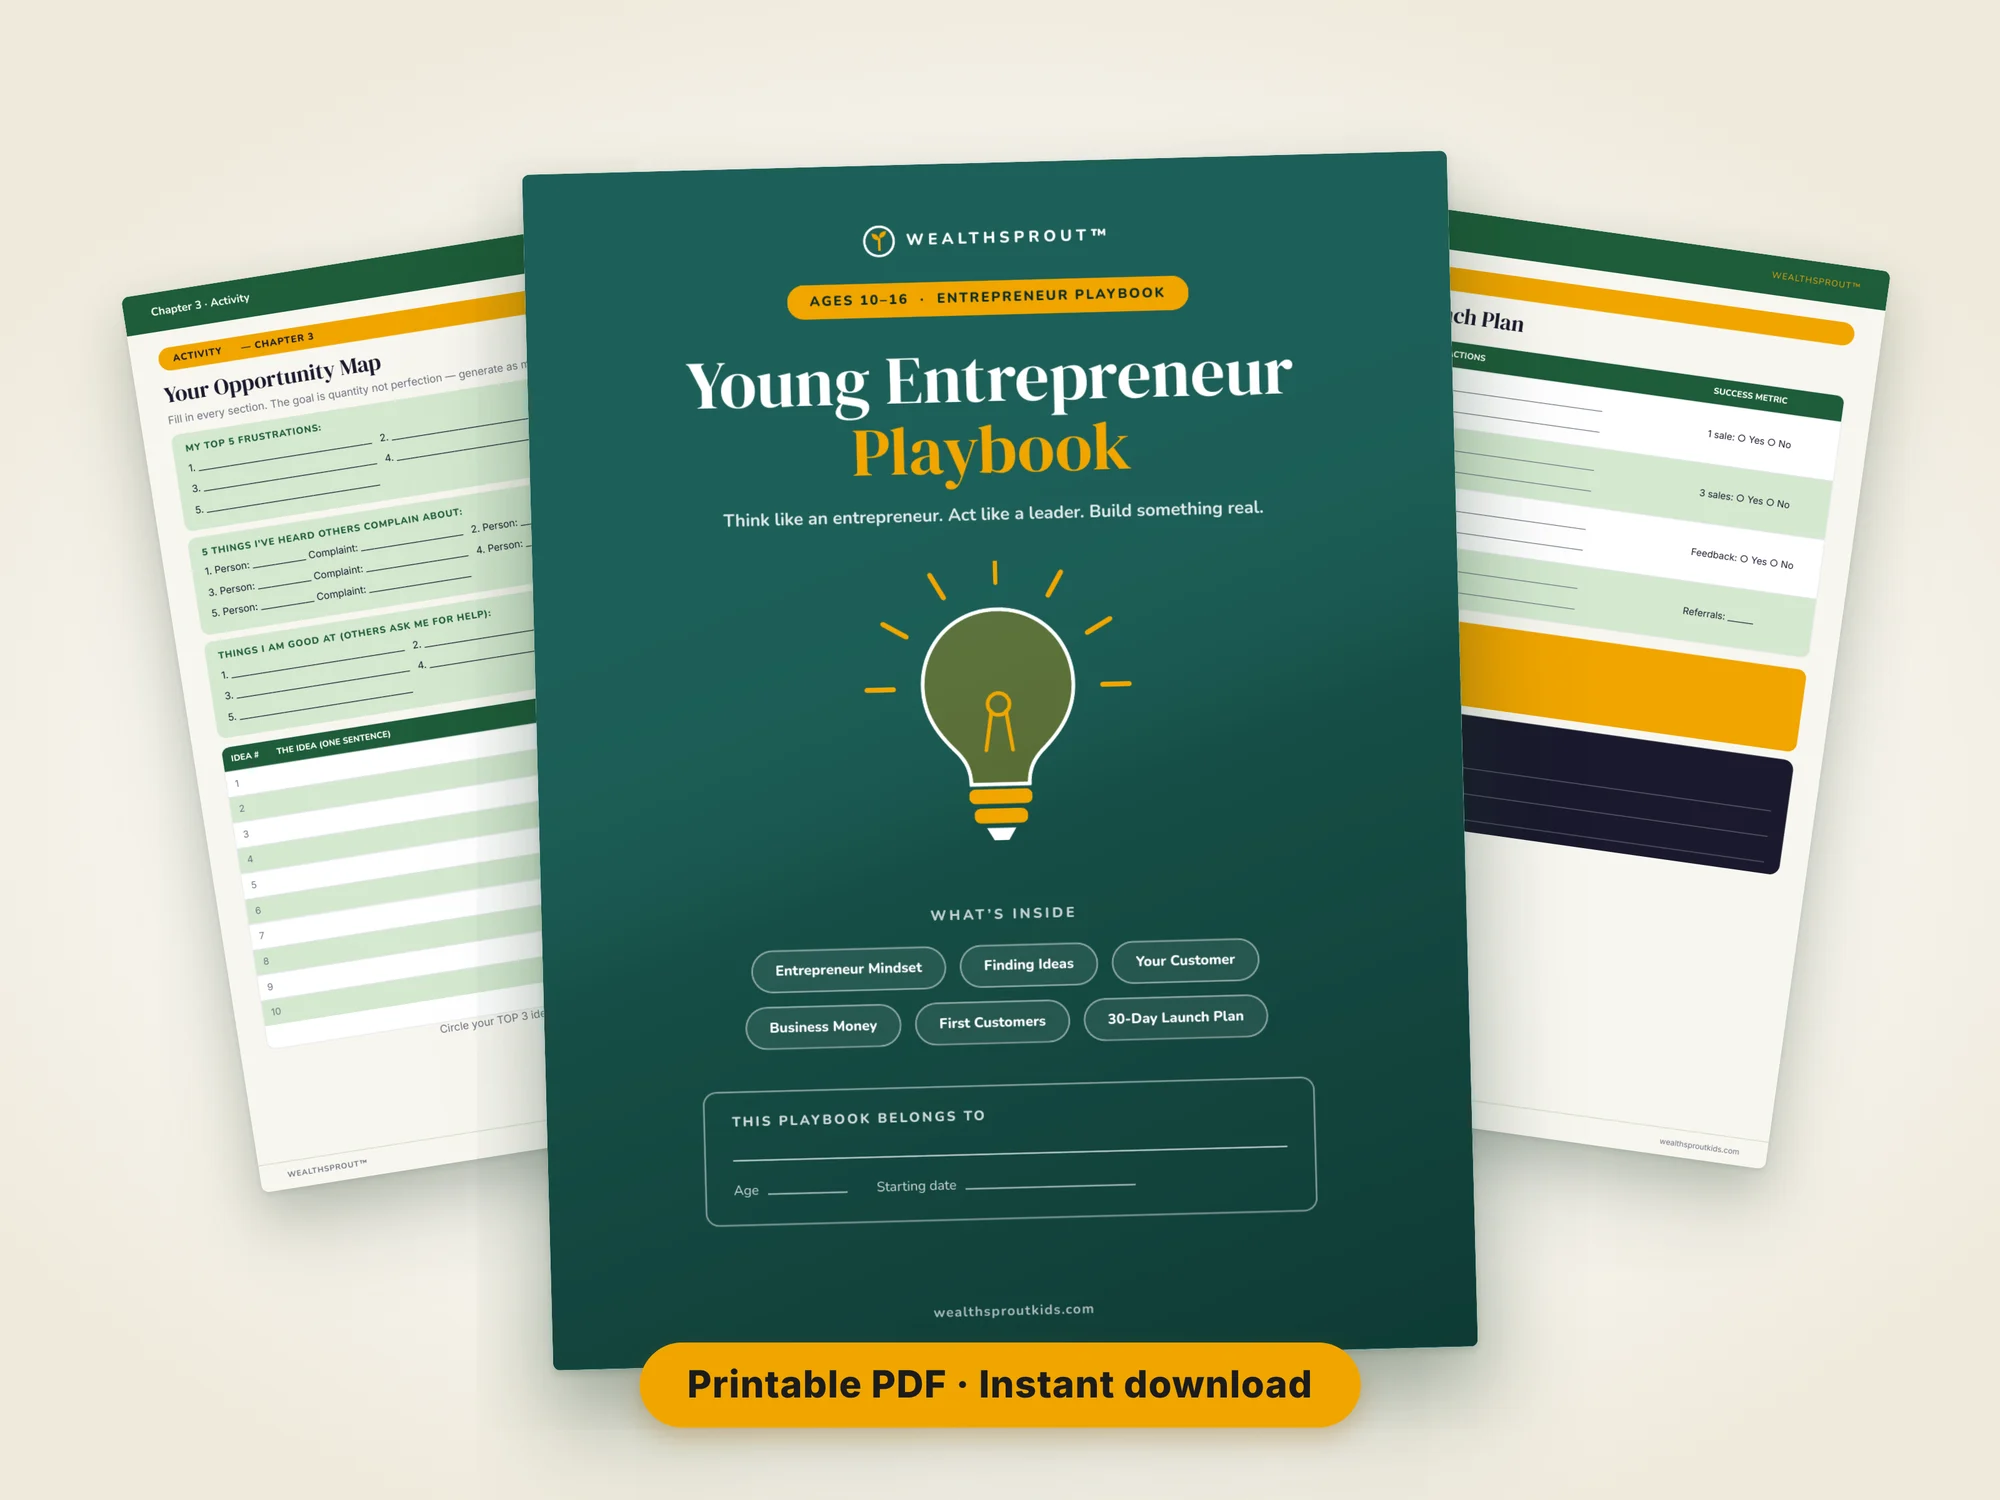 Chapter 3 · Activity
ACTIVITY — CHAPTER 3
Your Opportunity Map
Fill in every section. The goal is quantity not perfection — generate as
MY TOP 5 FRUSTRATIONS:
1. 2.
3. 4.
5.
5 THINGS I'VE HEARD OTHERS COMPLAIN ABOUT:
1. Person: Complaint: 2. Person:
3. Person: Complaint: 4. Person:
5. Person: Complaint:
THINGS I AM GOOD AT (OTHERS ASK ME FOR HELP):
1. 2.
3. 4.
5.
IDEA # THE IDEA (ONE SENTENCE)
1
2
3
4
5
6
7
8
9
10
Circle your TOP 3
WEALTHSPROUT™
WEALTHSPROUT™
AGES 10–16 · ENTREPRENEUR PLAYBOOK
Young Entrepreneur
Playbook
Think like an entrepreneur. Act like a leader. Build something real.
WHAT'S INSIDE
Entrepreneur Mindset Finding Ideas Your Customer
Business Money First Customers 30-Day Launch Plan
THIS PLAYBOOK BELONGS TO
Age Starting date
wealthsproutkids.com
Printable PDF · Instant download
WEALTHSPROUT™
Plan
SUCCESS METRIC
1 sale: O Yes O No
3 sales: O Yes O No
Feedback: O Yes O No
Referrals:
wealthsproutkids.com